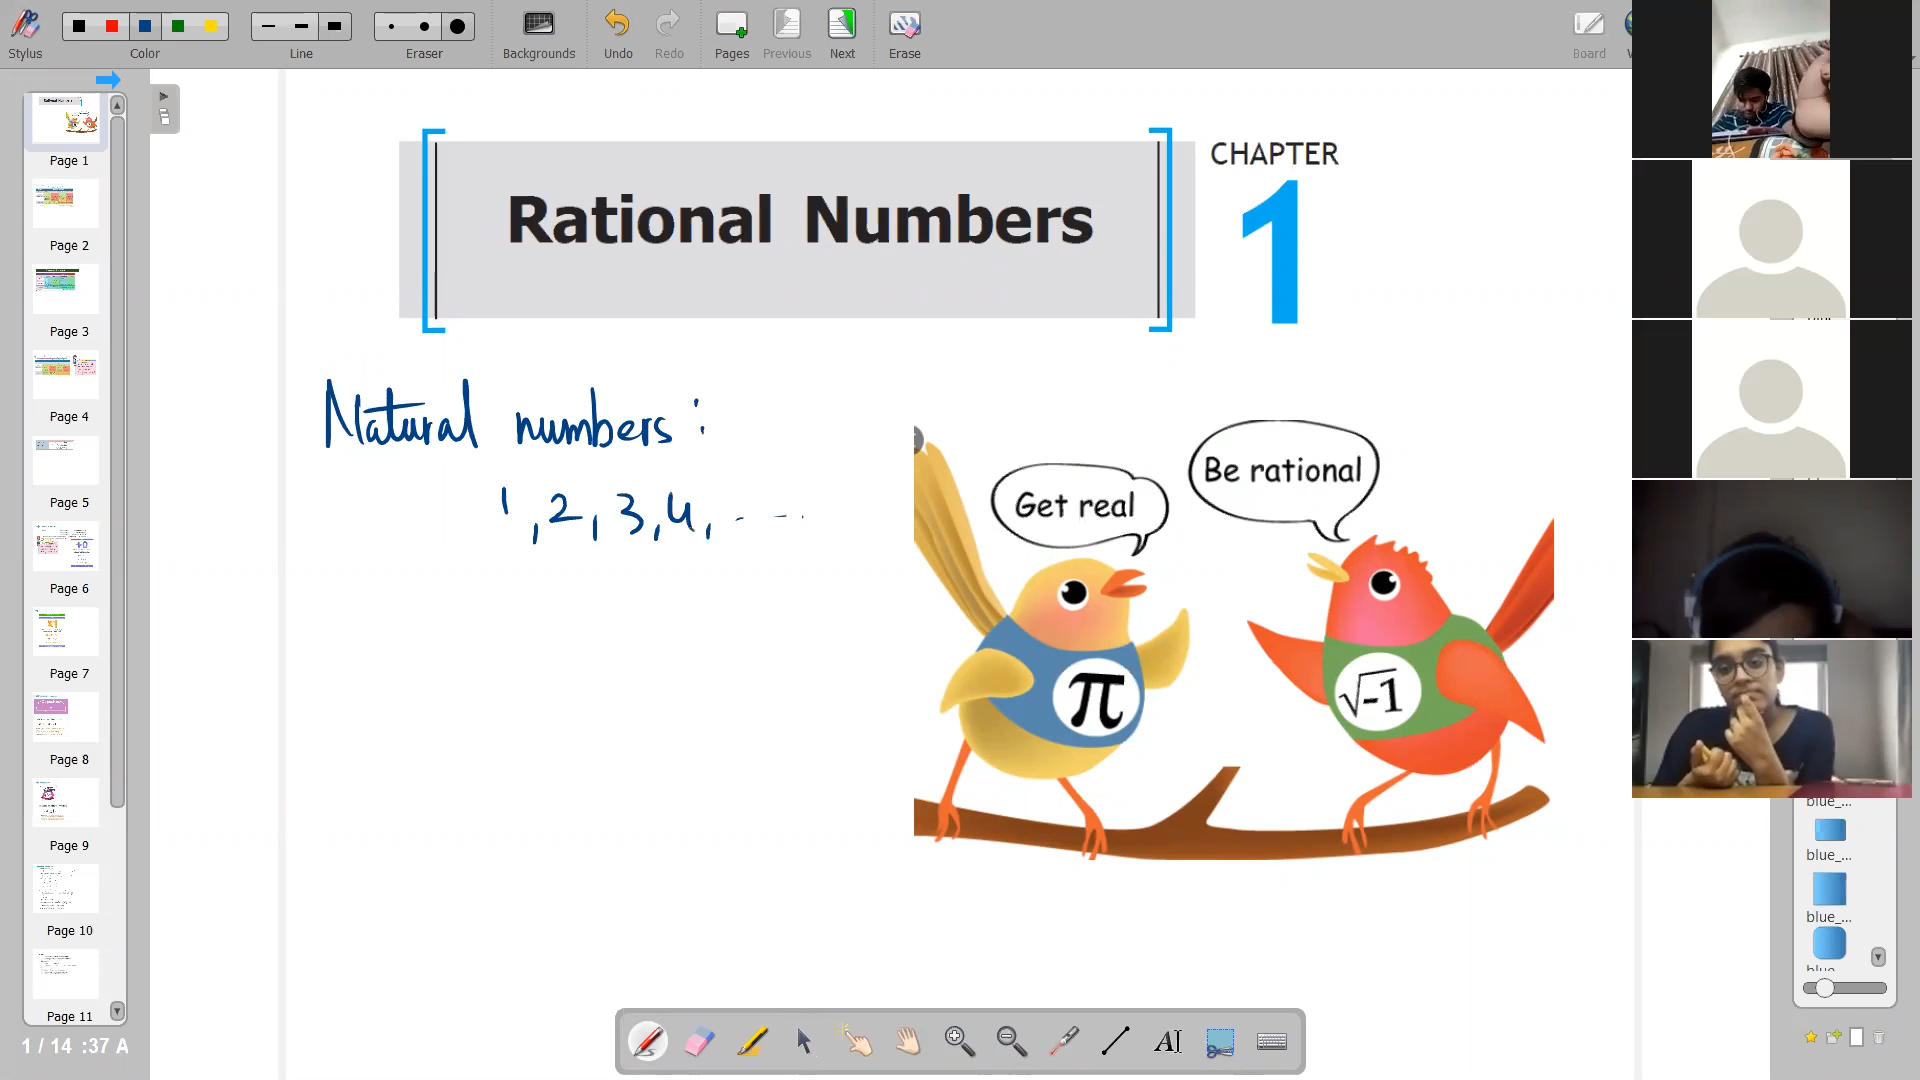 Stylus
Color
Line
Eraser
Backgrounds
Undo
Redo
Pages
Previous
Next
Erase
Board
Page 1
Page 2
Page 3
Page 4
Page 5
Page 6
Page 7
Page 8
Page 9
Page 10
Page 11
1 / 14 :37 A
Rational Numbers
CHAPTER
1
Natural numbers :
1, 2, 3, 4, - - -
Get real
Be rational
π
√-1
blue_...
blue_...
blue_...